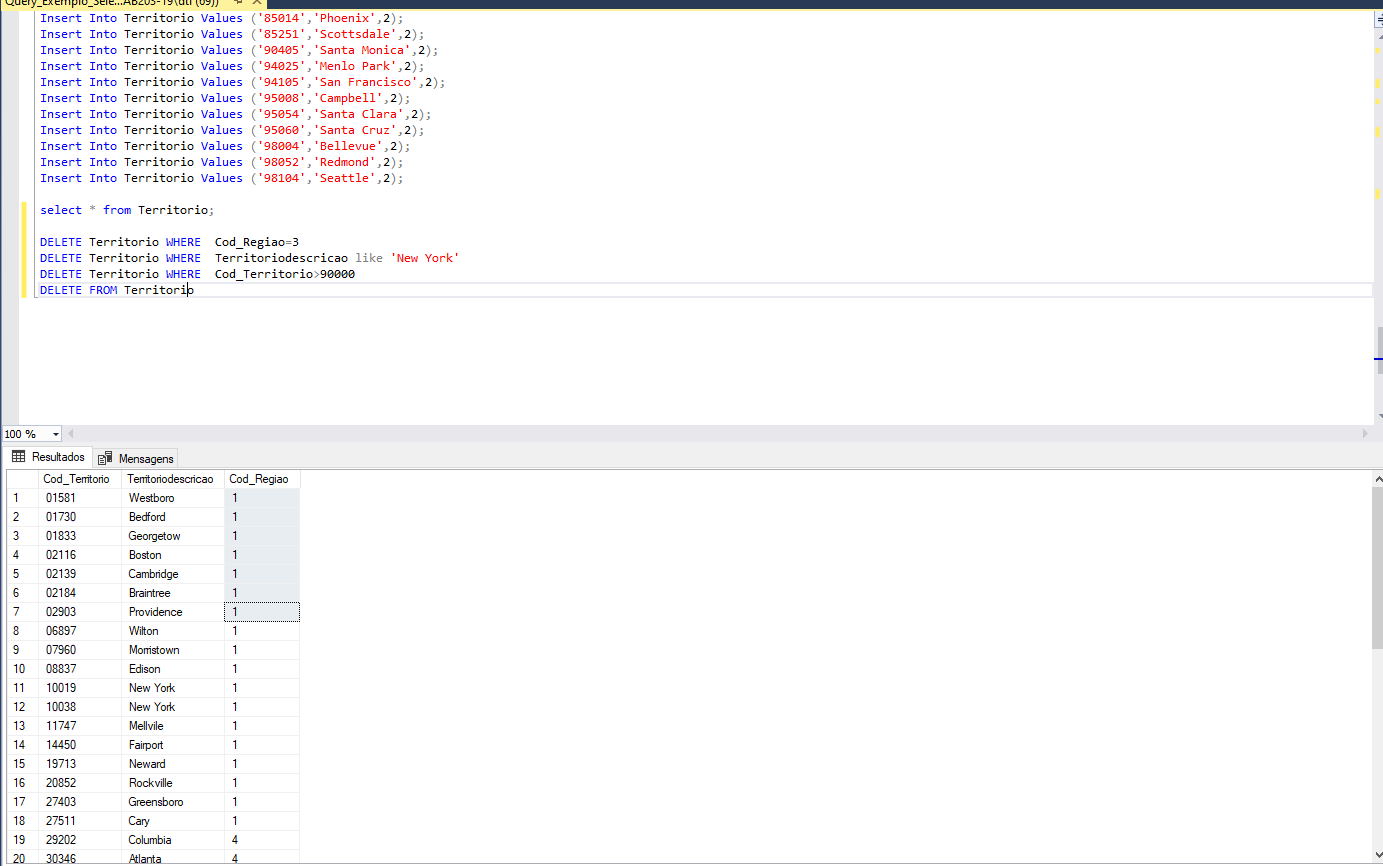 Query_Exemplo_Sele...AB203-19\dti (69))
Insert Into Territorio Values ('85014','Phoenix',2);
Insert Into Territorio Values ('85251','Scottsdale',2);
Insert Into Territorio Values ('90405','Santa Monica',2);
Insert Into Territorio Values ('94025','Menlo Park',2);
Insert Into Territorio Values ('94105','San Francisco',2);
Insert Into Territorio Values ('95008','Campbell',2);
Insert Into Territorio Values ('95054','Santa Clara',2);
Insert Into Territorio Values ('95060','Santa Cruz',2);
Insert Into Territorio Values ('98004','Bellevue',2);
Insert Into Territorio Values ('98052','Redmond',2);
Insert Into Territorio Values ('98104','Seattle',2);
select * from Territorio;
DELETE Territorio WHERE  Cod_Regiao=3
DELETE Territorio WHERE  Territoriodescricao like 'New York'
DELETE Territorio WHERE  Cod_Territorio>90000
DELETE FROM Territorio
100 %
Resultados Mensagens
Cod_Territorio Territoriodescricao Cod_Regiao
1 01581 Westboro 1
2 01730 Bedford 1
3 01833 Georgetow 1
4 02116 Boston 1
5 02139 Cambridge 1
6 02184 Braintree 1
7 02903 Providence 1
8 06897 Wilton 1
9 07960 Morristown 1
10 08837 Edison 1
11 10019 New York 1
12 10038 New York 1
13 11747 Mellvile 1
14 14450 Fairport 1
15 19713 Neward 1
16 20852 Rockville 1
17 27403 Greensboro 1
18 27511 Cary 1
19 29202 Columbia 4
20 30346 Atlanta 4